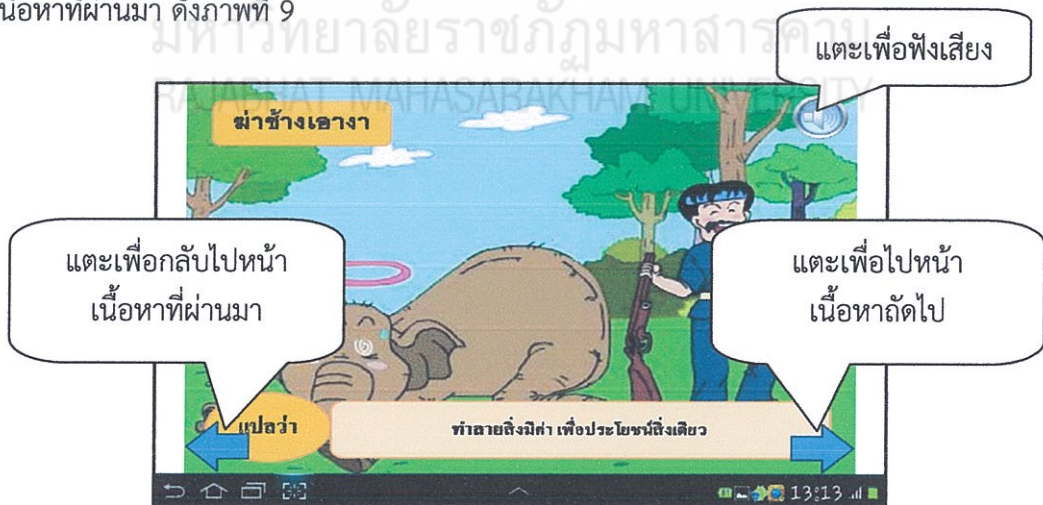 เนื้อหาที่ผ่านมา ดังภาพที่ 9
มหาวิทยาลัยราชภัฏมหาสารคาม
RAJABHAT MAHASARAKHAM UNIVERSITY
แตะเพื่อฟังเสียง
ฆ่าช้างเอางา
แตะเพื่อกลับไปหน้า
เนื้อหาที่ผ่านมา
แตะเพื่อไปหน้า
เนื้อหาถัดไป
แปลว่า
ทำลายสิ่งมีค่า เพื่อประโยชน์สิ่งเดียว
13:13